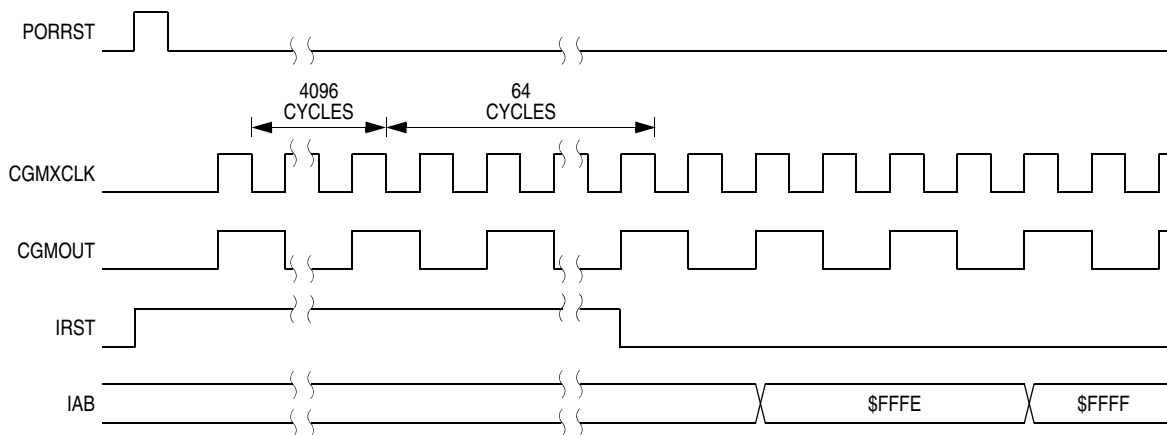 PORRST
4096
CYCLES
64
CYCLES
CGMXCLK
CGMOUT
IRST
IAB
$FFFE
$FFFF